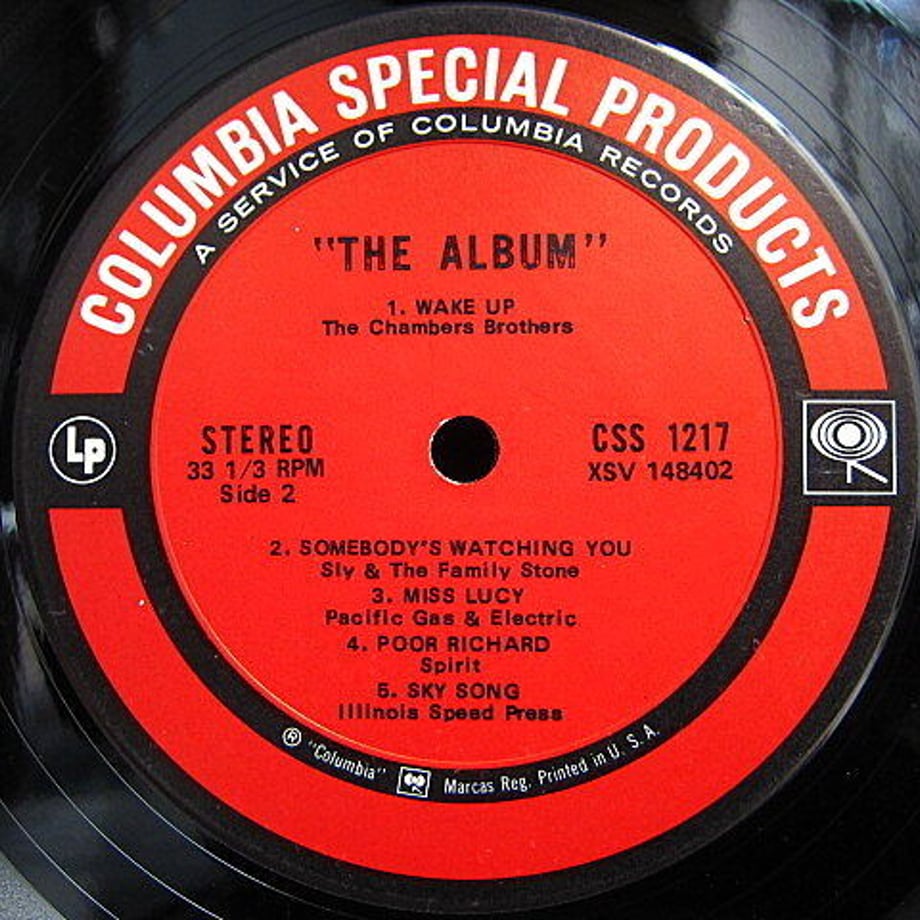 COLUMBIA SPECIAL PRODUCTS
A SERVICE OF COLUMBIA RECORDS
"THE ALBUM"
1. WAKE UP
The Chambers Brothers
LP
STEREO
33 1/3 RPM
Side 2
CSS 1217
XSV 148402
2. SOMEBODY'S WATCHING YOU
Sly & The Family Stone
3. MISS LUCY
Pacific Gas & Electric
4. POOR RICHARD
Spirit
5. SKY SONG
Illinois Speed Press
® "Columbia" Marcas Reg. Printed in U. S. A.